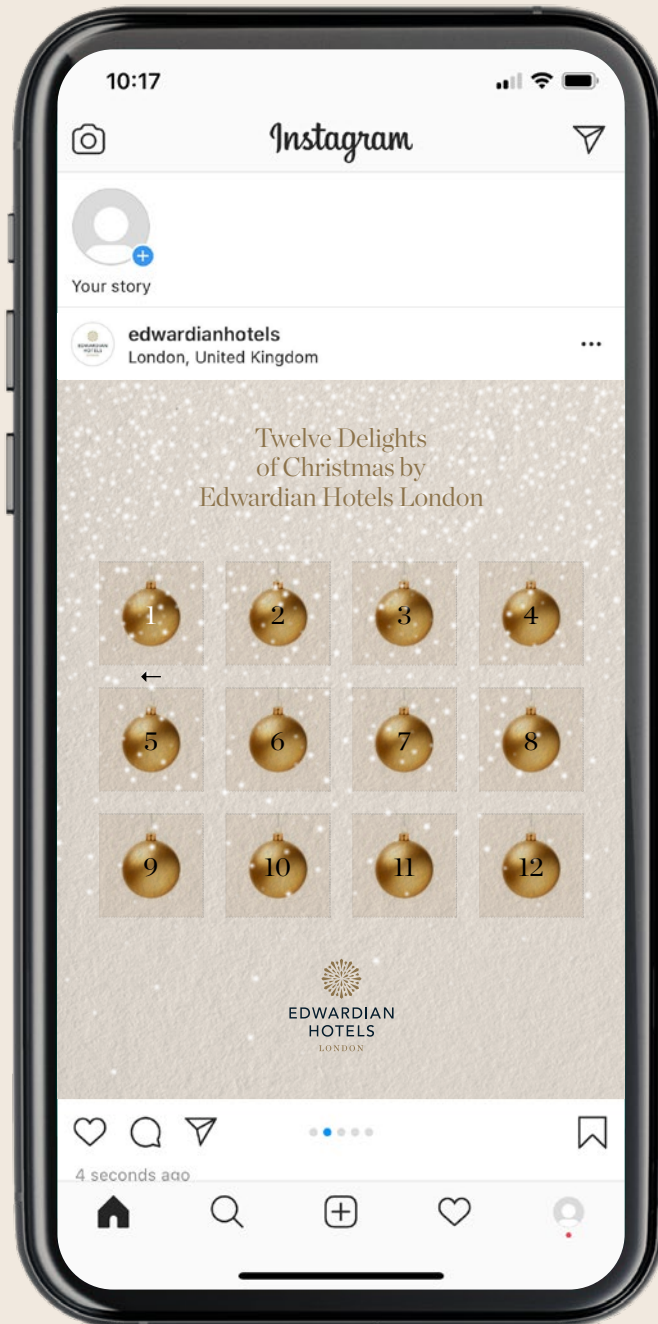 10:17
Instagram
Your story
edwardianhotels
London, United Kingdom
Twelve Delights
of Christmas by
Edwardian Hotels London
1 2 3 4
5 6 7 8
9 10 11 12
EDWARDIAN
HOTELS
LONDON
4 seconds ago